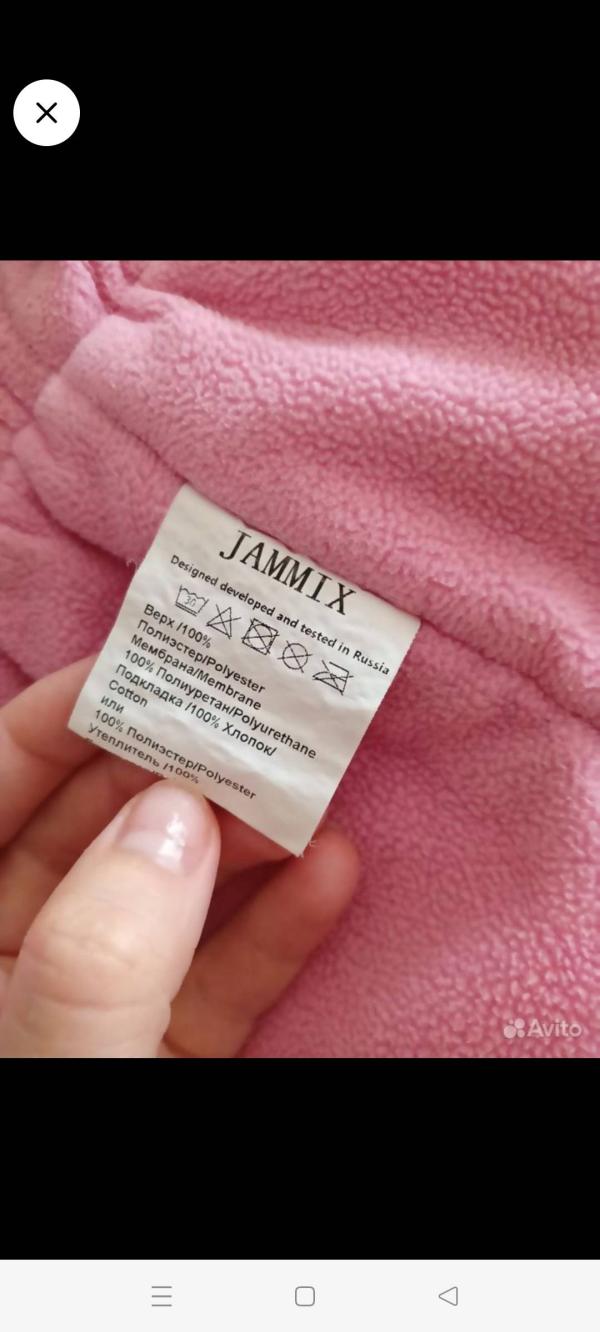 JAMMIX
Designed developed and tested in Russia
30
Верх /100%
Полиэстер/Polyester
Мембрана/Membrane
100% Полиуретан/Polyurethane
Подкладка /100% Хлопок/
Cotton
или
100% Полиэстер/Polyester
Утеплитель /100%
Avito